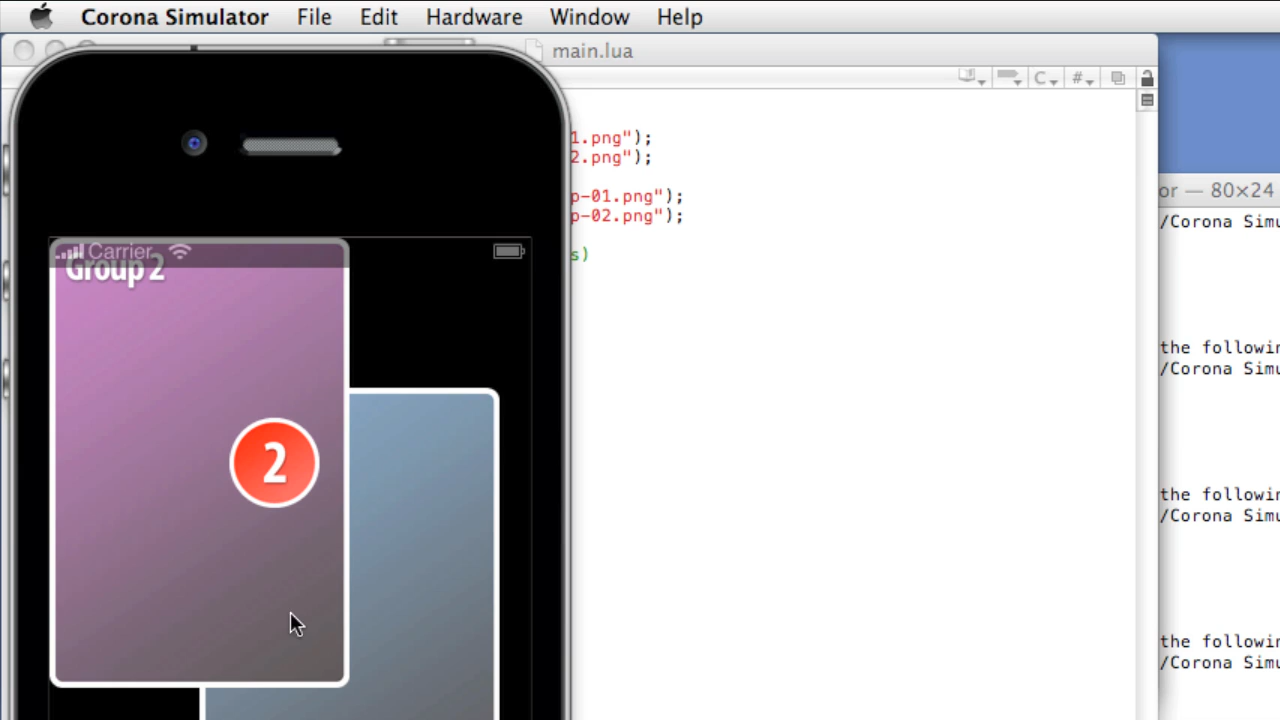 Corona Simulator File Edit Hardware Window Help
main.lua
C #
1.png");
2.png");
p-01.png");
p-02.png");
s)
Carrier
Group 2
2
or — 80×24
/Corona Simu
the followin
/Corona Simu
the followin
/Corona Simu
the followin
/Corona Simu